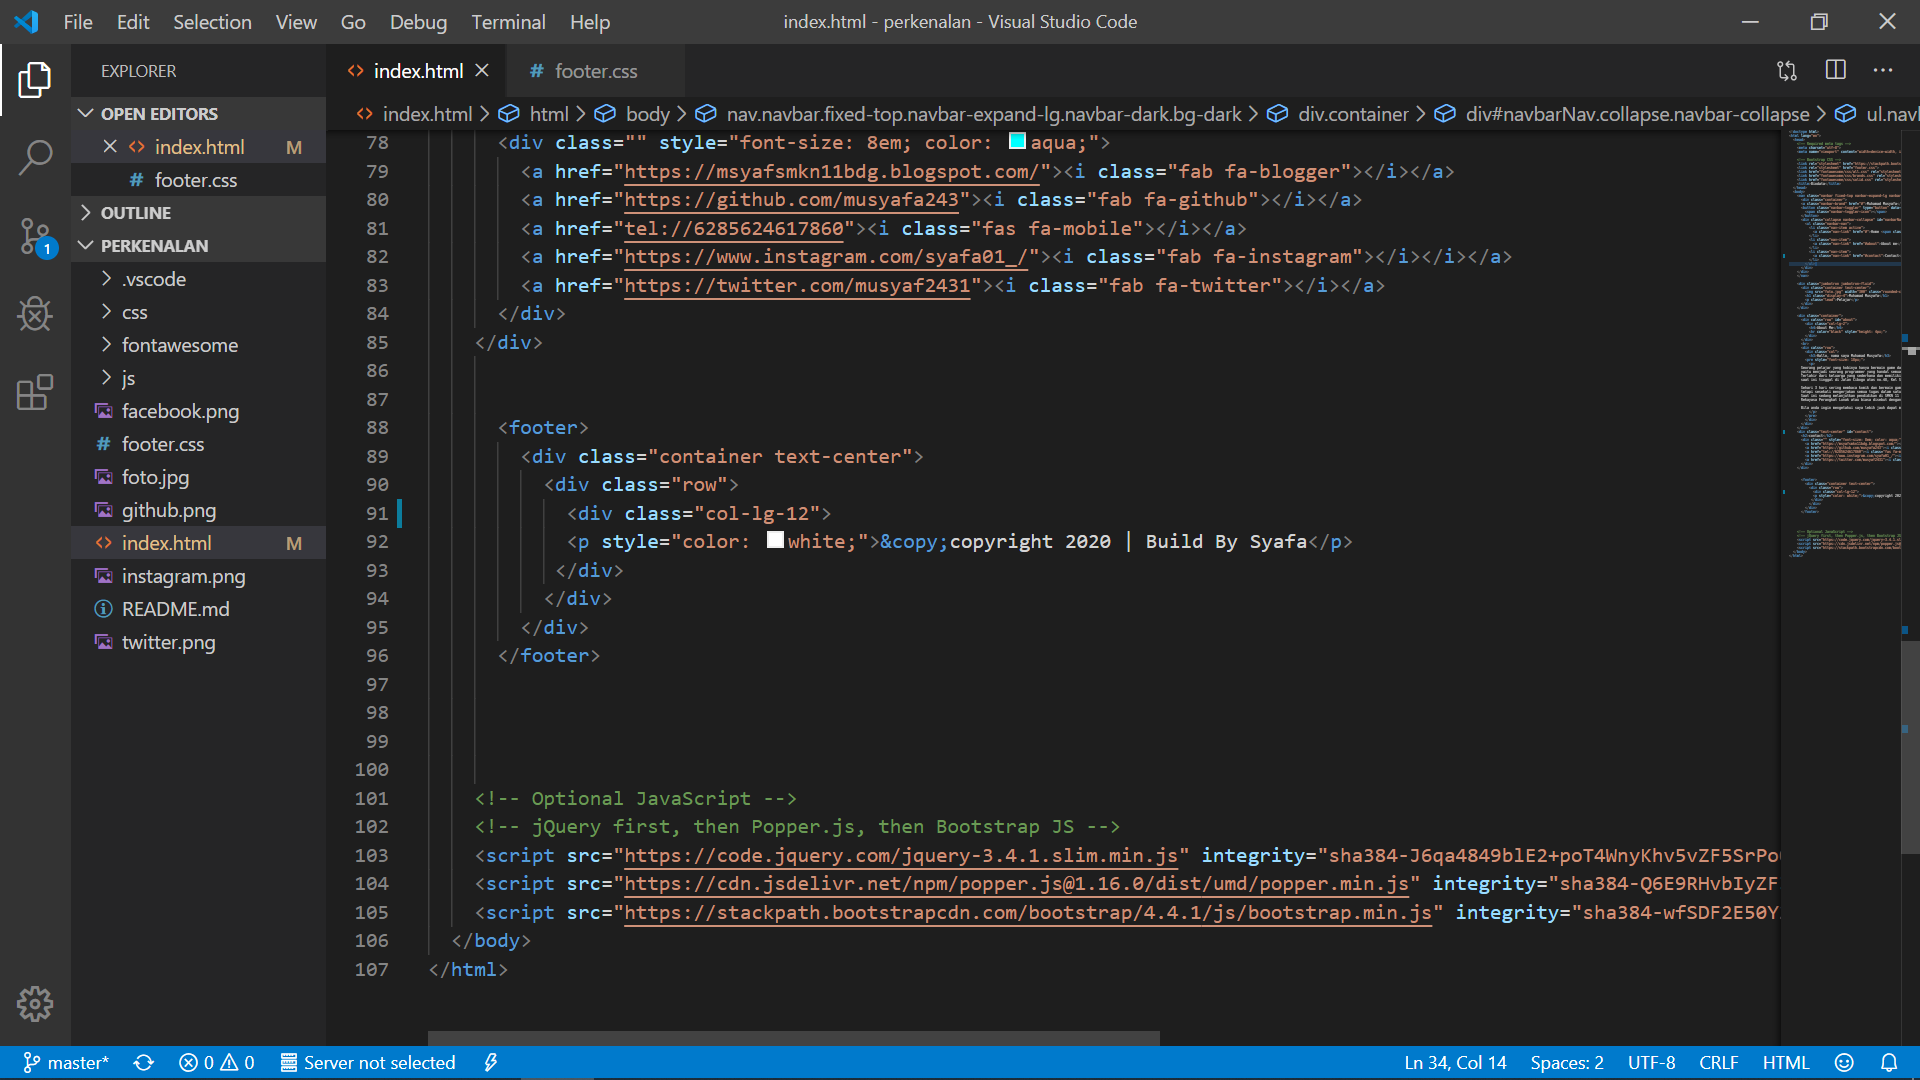 File Edit Selection View Go Debug Terminal Help
index.html - perkenalan - Visual Studio Code
EXPLORER
index.html
# footer.css
OPEN EDITORS
index.html M
# footer.css
OUTLINE
PERKENALAN
.vscode
css
fontawesome
js
facebook.png
# footer.css
foto.jpg
github.png
index.html M
instagram.png
README.md
twitter.png
1
index.html > html > body > nav.navbar.fixed-top.navbar-expand-lg.navbar-dark.bg-dark > div.container > div#navbarNav.collapse.navbar-collapse >
78 <div class="" style="font-size: 8em; color: aqua;">
79 <a href="https://msyafsmkn11bdg.blogspot.com/"><i class="fab fa-blogger"></i></a>
80 <a href="https://github.com/musyafa243"><i class="fab fa-github"></i></a>
81 <a href="tel://6285624617860"><i class="fas fa-mobile"></i></a>
82 <a href="https://www.instagram.com/syafa01_/"><i class="fab fa-instagram"></i></i></a>
83 <a href="https://twitter.com/musyaf2431"><i class="fab fa-twitter"></i></a>
84 </div>
85 </div>
86
87
88 <footer>
89 <div class="container text-center">
90 <div class="row">
91 <div class="col-lg-12">
92 <p style="color: white;">&copy;copyright 2020 | Build By Syafa</p>
93 </div>
94 </div>
95 </div>
96 </footer>
97
98
99
100
101 <!-- Optional JavaScript -->
102 <!-- jQuery first, then Popper.js, then Bootstrap JS -->
103 <script src="https://code.jquery.com/jquery-3.4.1.slim.min.js" integrity="sha384-J6qa4849blE2+poT4WnyKhv5vZF5SrPo
104 <script src="https://cdn.jsdelivr.net/npm/popper.js@1.16.0/dist/umd/popper.min.js" integrity="sha384-Q6E9RHvbIyZF
105 <script src="https://stackpath.bootstrapcdn.com/bootstrap/4.4.1/js/bootstrap.min.js" integrity="sha384-wfSDF2E50Y
106 </body>
107 </html>
master* 0 0 Server not selected
Ln 34, Col 14 Spaces: 2 UTF-8 CRLF HTML